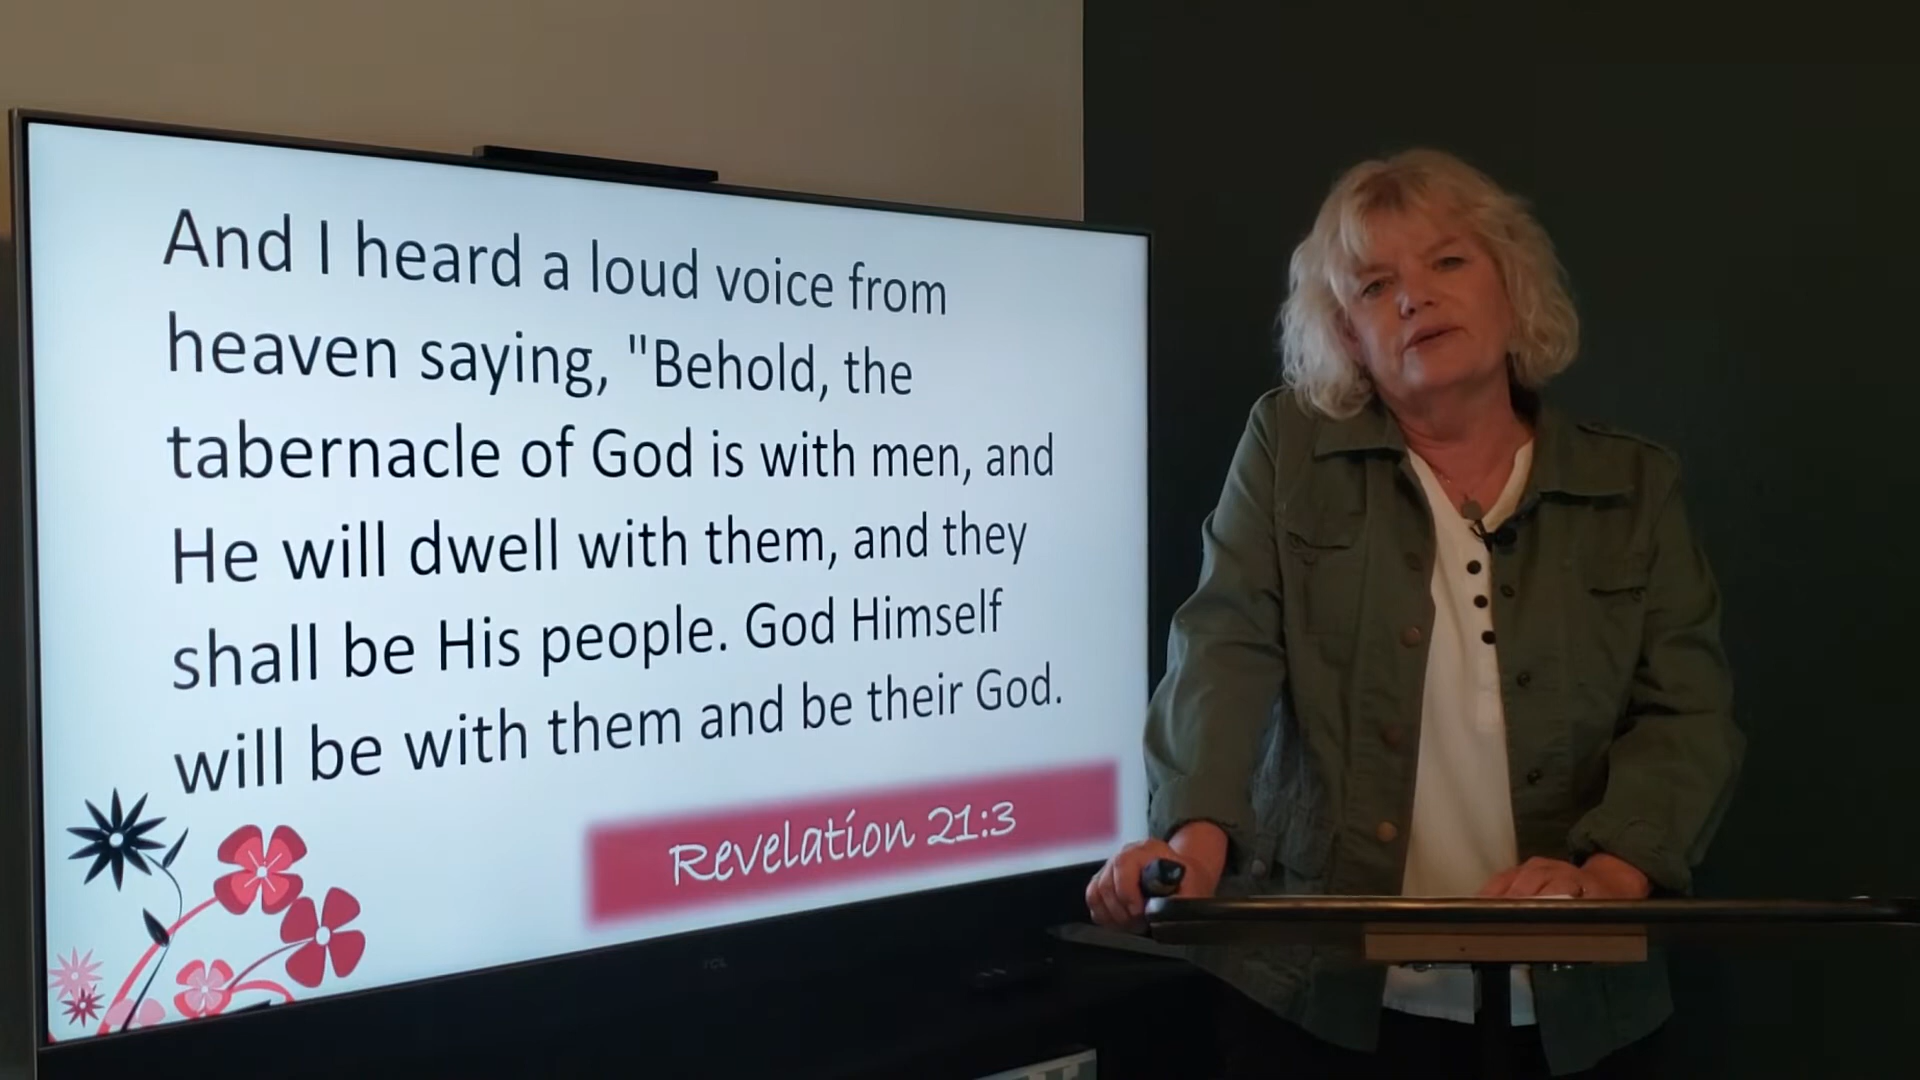 And I heard a loud voice from
heaven saying, "Behold, the
tabernacle of God is with men, and
He will dwell with them, and they
shall be His people. God Himself
will be with them and be their God.
Revelation 21:3
TCL